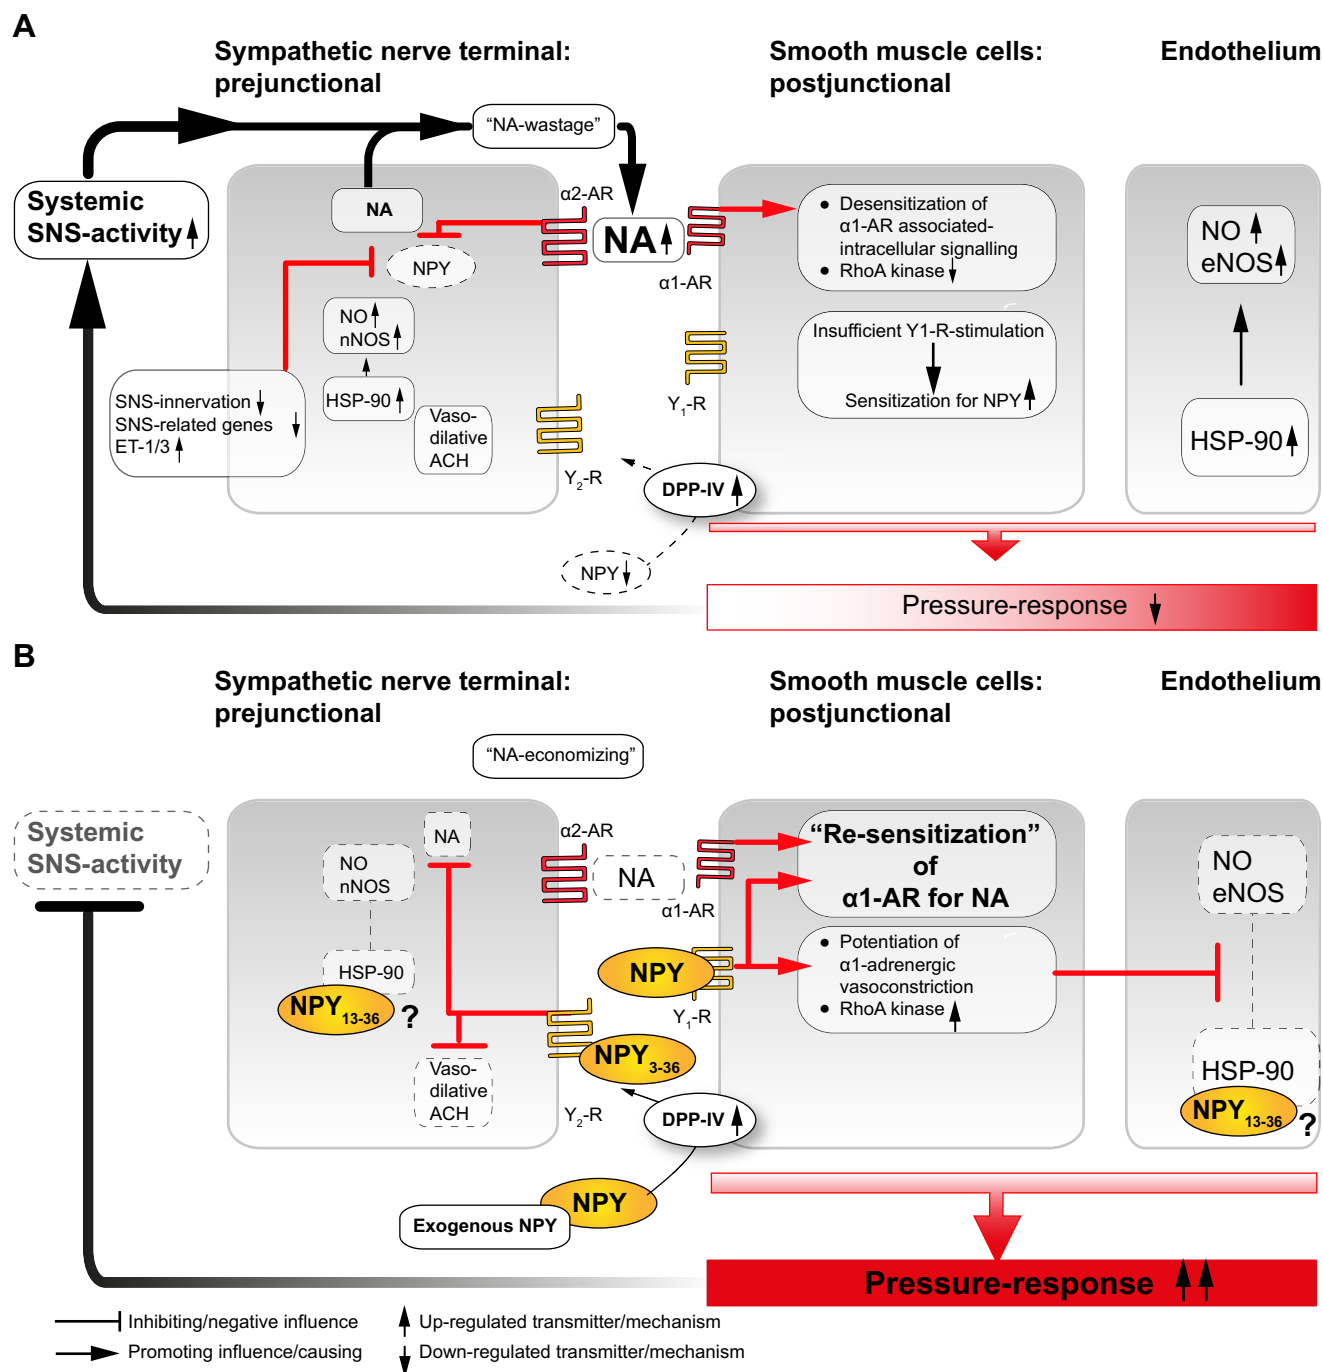 A
Sympathetic nerve terminal:
prejunctional
Smooth muscle cells:
postjunctional
Endothelium
"NA-wastage"
Systemic
SNS-activity
NA
α2-AR
NA
NPY
α1-AR
Desensitization of
α1-AR associated-
intracellular signalling
RhoA kinase
NO
eNOS
NO
nNOS
Insufficient Y1-R-stimulation
Sensitization for NPY
HSP-90
SNS-innervation
SNS-related genes
ET-1/3
Vaso-
dilative
ACH
Y1-R
HSP-90
Y2-R
DPP-IV
NPY
Pressure-response
B
Sympathetic nerve terminal:
prejunctional
Smooth muscle cells:
postjunctional
Endothelium
"NA-economizing"
Systemic
SNS-activity
NA
NO
nNOS
α2-AR
NA
α1-AR
"Re-sensitization"
of
α1-AR for NA
NO
eNOS
HSP-90
NPY13-36
?
NPY
Y1-R
Potentiation of
α1-adrenergic
vasoconstriction
RhoA kinase
NPY3-36
Vaso-
dilative
ACH
Y2-R
DPP-IV
HSP-90
NPY13-36
?
NPY
Exogenous NPY
Pressure-response
Inhibiting/negative influence
Up-regulated transmitter/mechanism
Promoting influence/causing
Down-regulated transmitter/mechanism